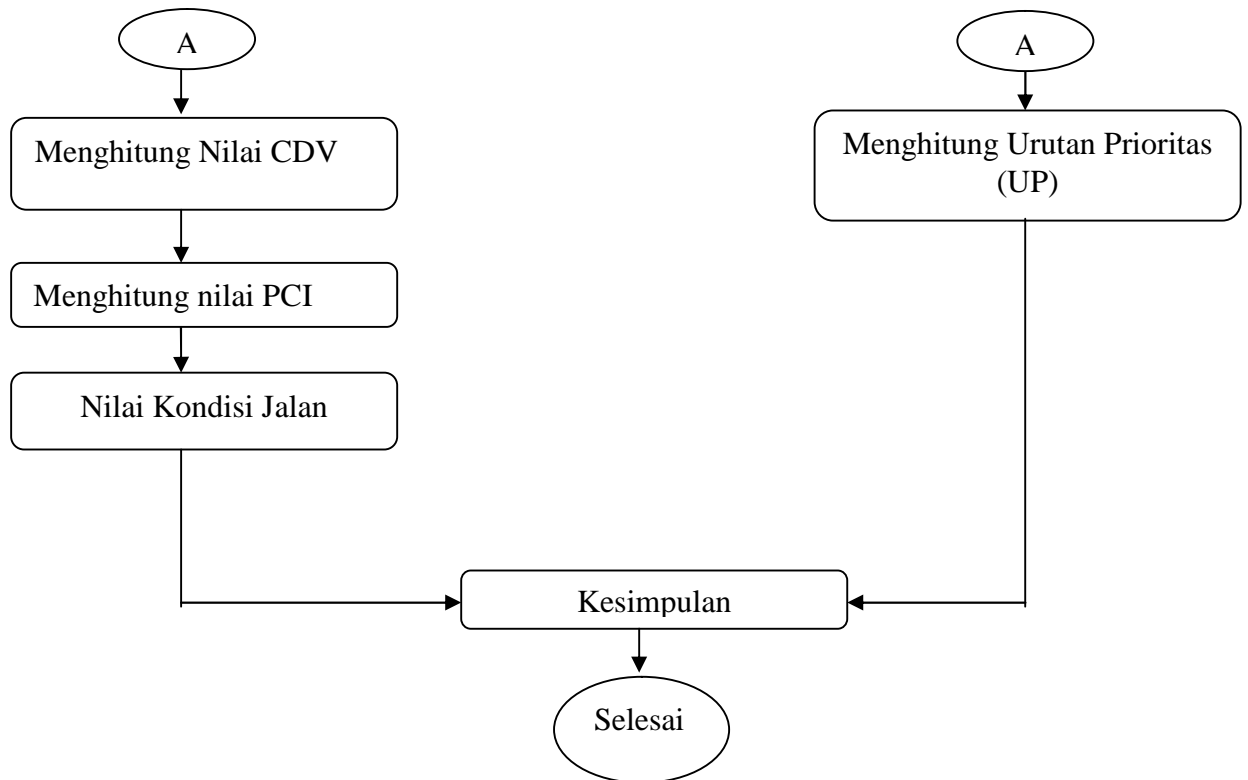 A
A
Menghitung Nilai CDV
Menghitung Urutan Prioritas
(UP)
Menghitung nilai PCI
Nilai Kondisi Jalan
Kesimpulan
Selesai